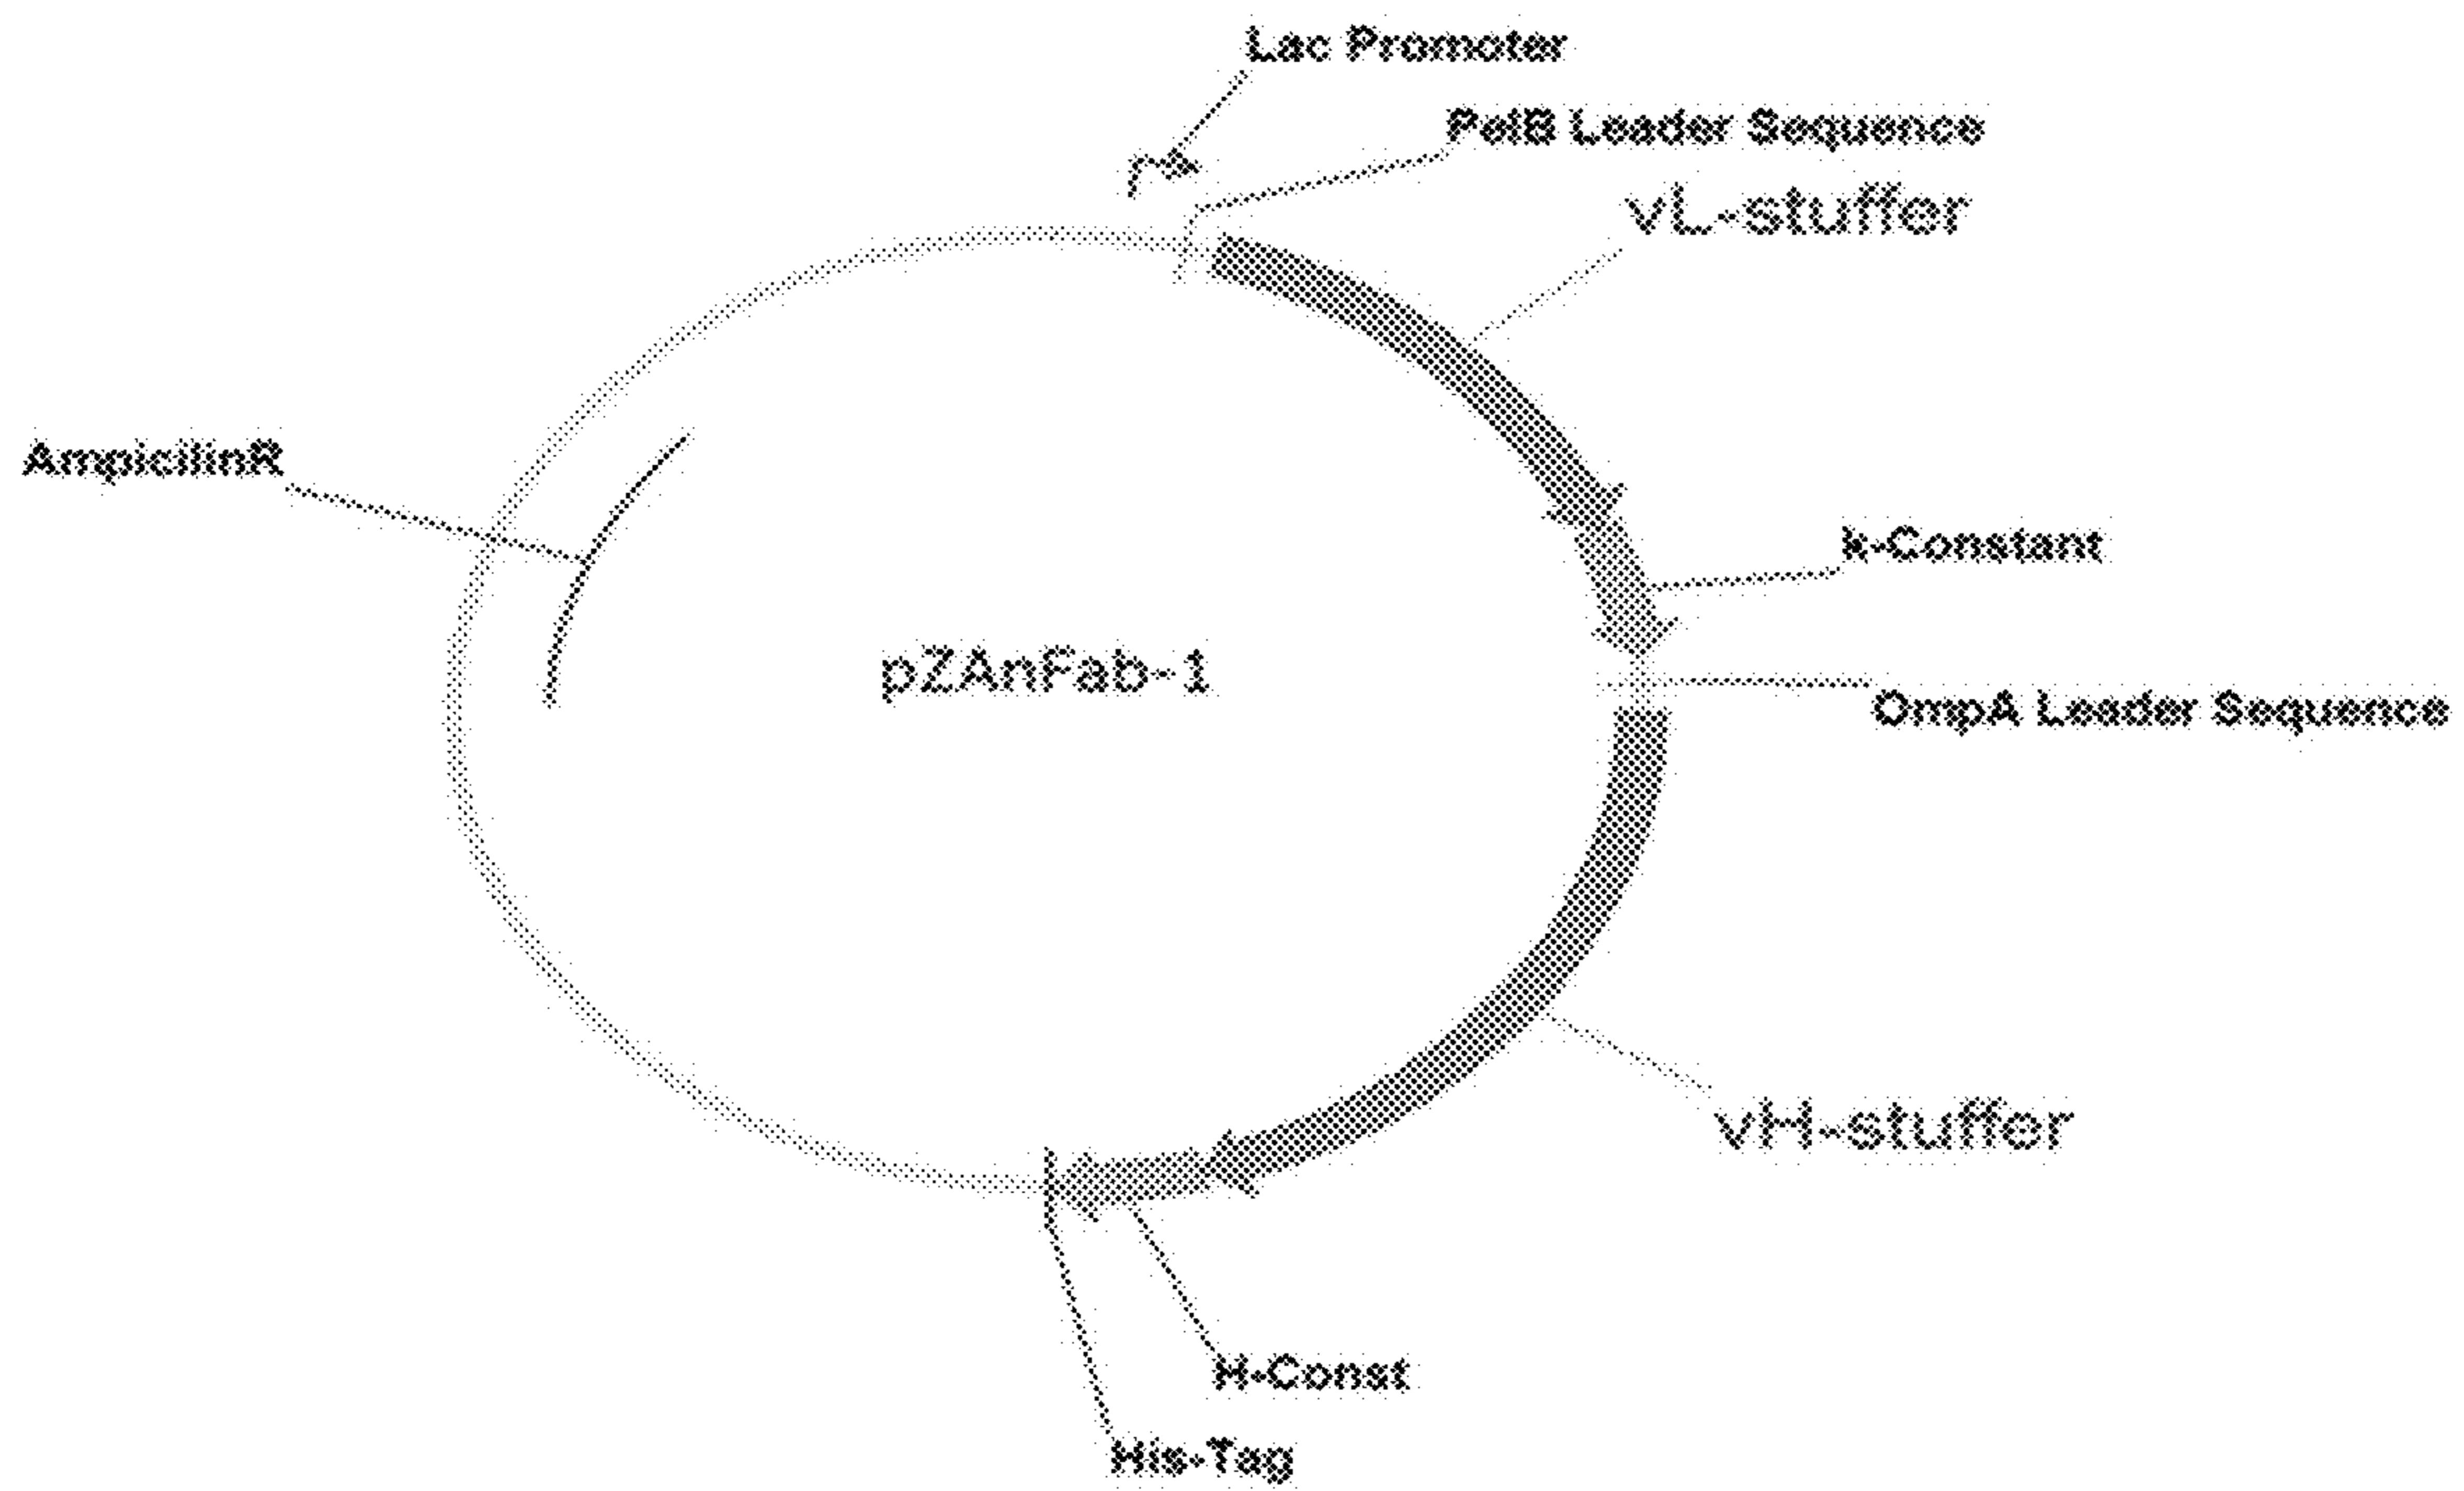 Lac Promoter
PelB Leader Sequence
vL-stuffer
AmpicilinR
k-Constant
pZAnFab-1
OmpA Leader Sequence
vH-stuffer
H-Const
His-Tag